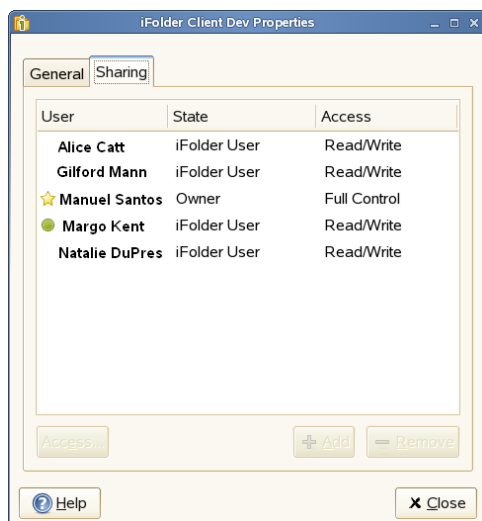 iFolder Client Dev Properties
General Sharing
User State Access
Alice Catt iFolder User Read/Write
Gilford Mann iFolder User Read/Write
Manuel Santos Owner Full Control
Margo Kent iFolder User Read/Write
Natalie DuPres iFolder User Read/Write
Access... Add Remove
Help Close